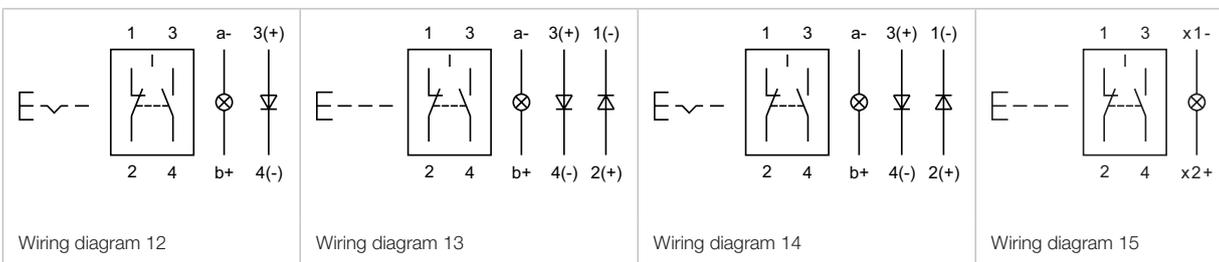 1 3 a- 3(+)
2 4 b+ 4(-)
Wiring diagram 12
1 3 a- 3(+) 1(-)
2 4 b+ 4(-) 2(+)
Wiring diagram 13
1 3 a- 3(+) 1(-)
2 4 b+ 4(-) 2(+)
Wiring diagram 14
1 3 x1-
2 4 x2+
Wiring diagram 15